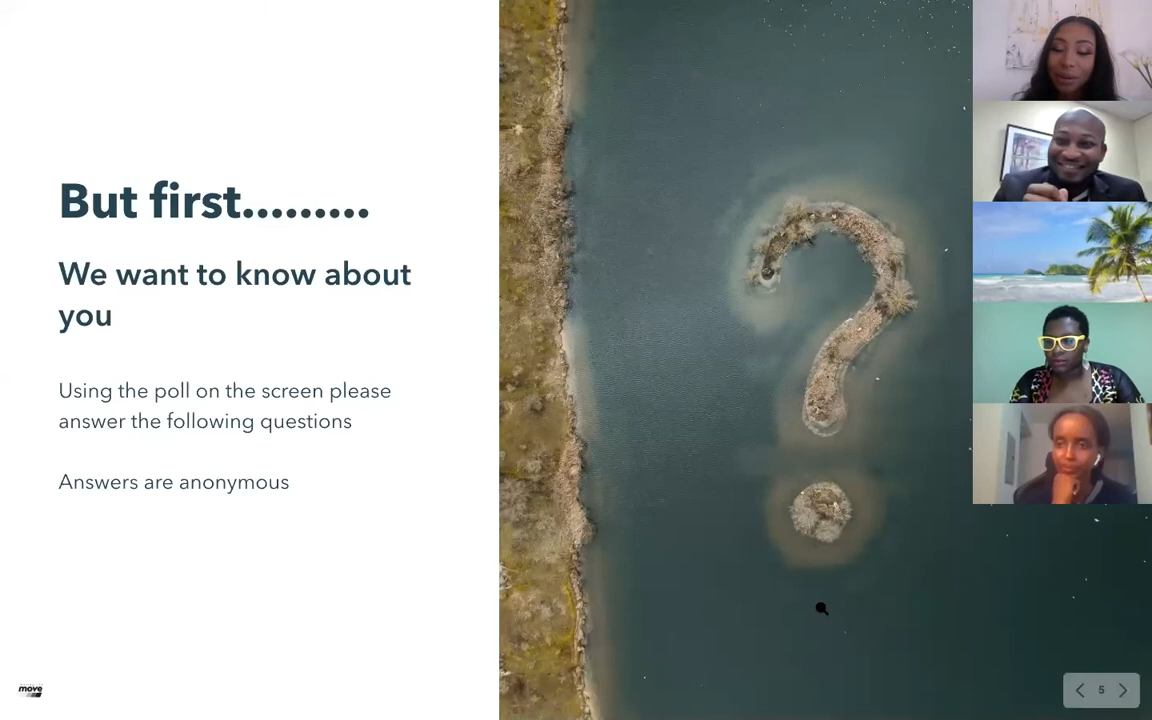 But first.........
We want to know about
you
Using the poll on the screen please
answer the following questions
Answers are anonymous
move
5